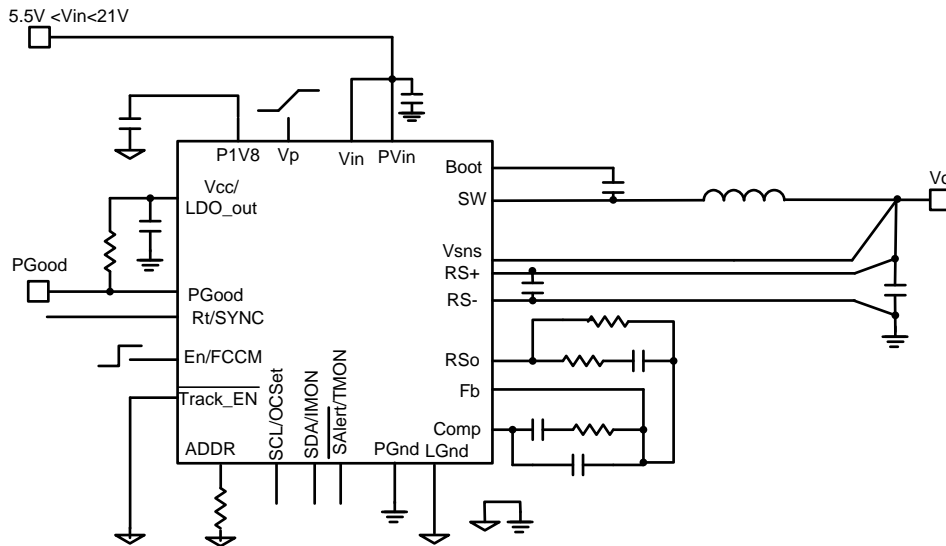 5.5V <Vin<21V
P1V8
Vp
Vin
PVin
Boot
Vcc/
LDO_out
SW
Vo
Vsns
PGood
RS+
PGood
RS-
Rt/SYNC
En/FCCM
RSo
Track_EN
Fb
Comp
ADDR
SCL/OCSet
SDA/IMON
SAlert/TMON
PGnd
LGnd